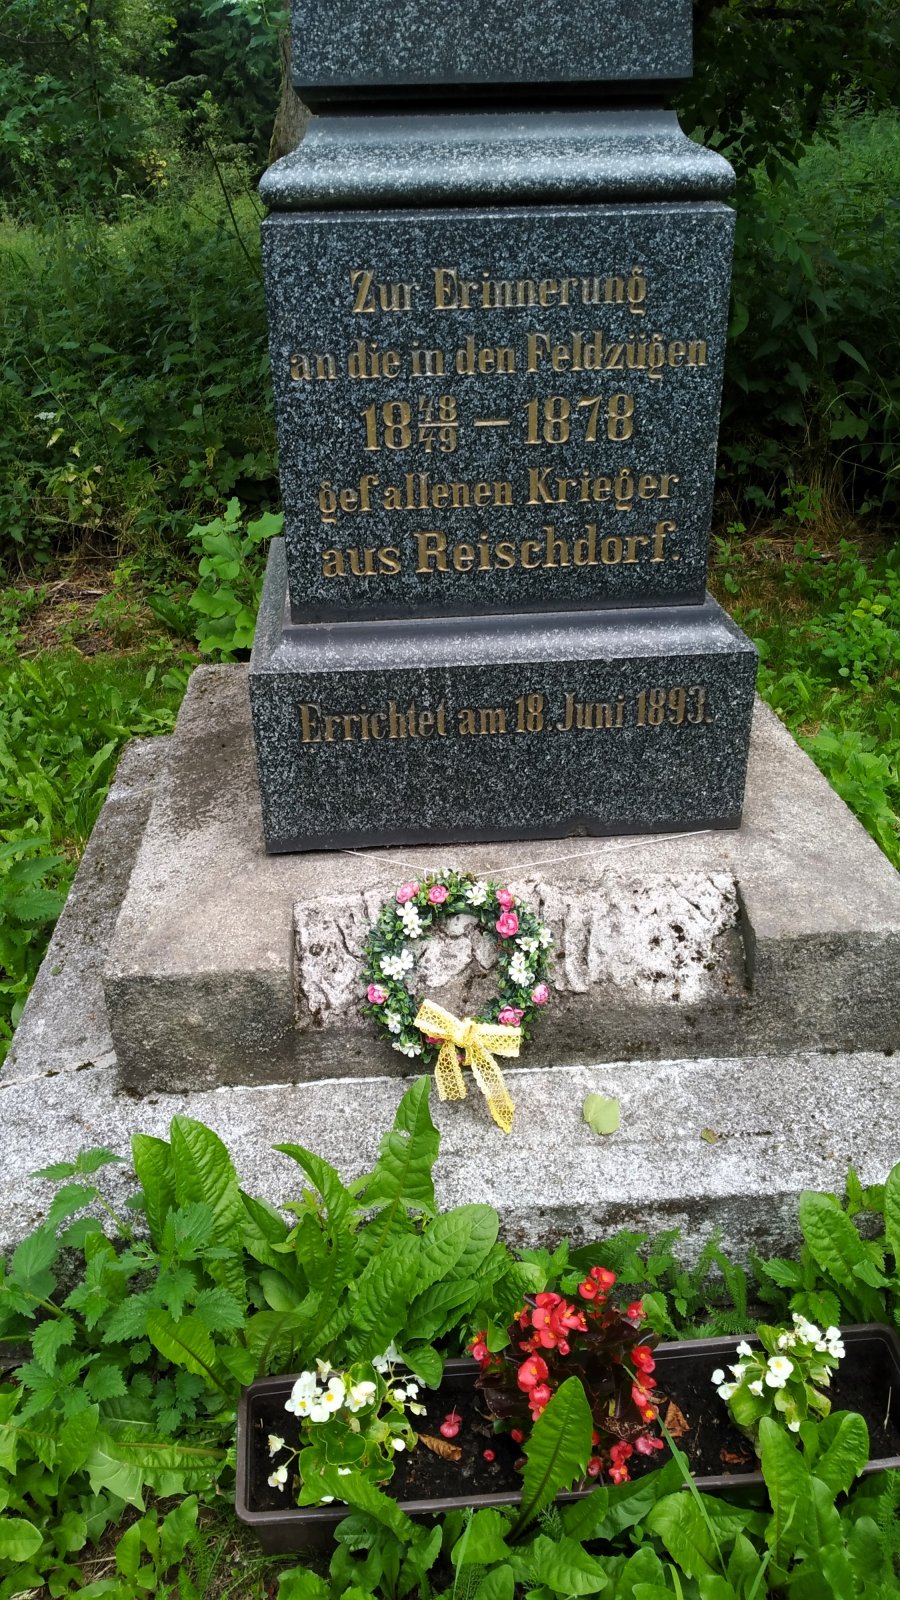 Zur Erinnerung
an die in den Feldzügen
18 48/49 – 1878
gefallenen Krieger
aus Reischdorf.
Errichtet am 18. Juni 1893.